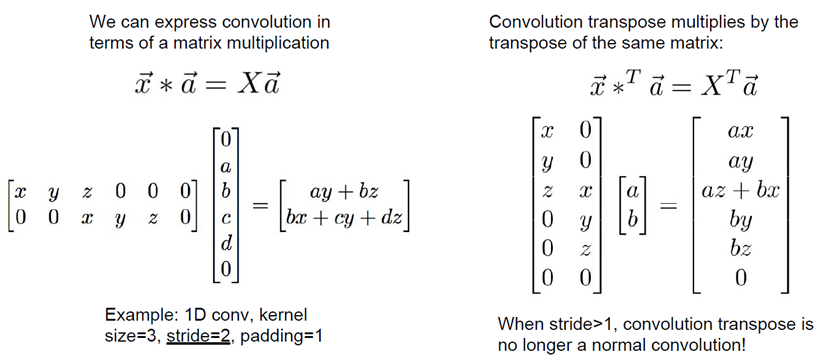 We can express convolution in
terms of a matrix multiplication
x⃗ * a⃗ = Xa⃗
[x y z 0 0 0]
[0 0 x y z 0]
[0]
[a]
[b]
[c]
[d]
[0]
=
[ay + bz]
[bx + cy + dz]
Example: 1D conv, kernel
size=3, stride=2, padding=1
Convolution transpose multiplies by the
transpose of the same matrix:
x⃗ *ᵀ a⃗ = Xᵀa⃗
[x 0]
[y 0]
[z x]
[0 y]
[0 z]
[0 0]
[a]
[b]
=
[ax]
[ay]
[az + bx]
[by]
[bz]
[0]
When stride>1, convolution transpose is
no longer a normal convolution!